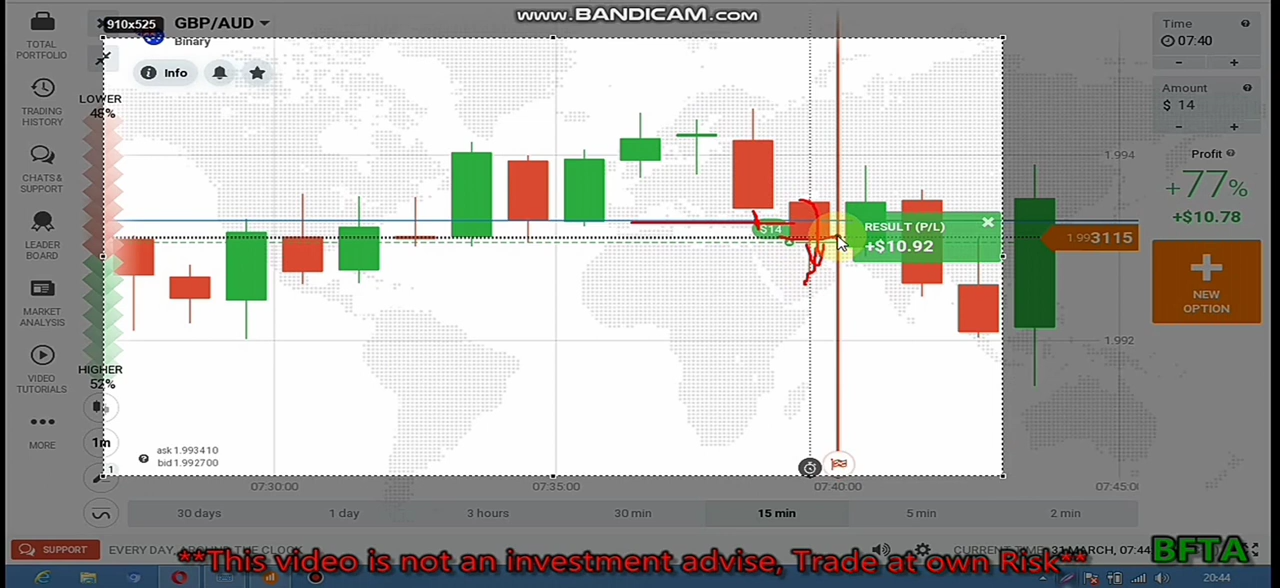 www.BANDICAM.com
910x525
GBP/AUD
Binary
Info
TOTAL
PORTFOLIO
TRADING
HISTORY
CHATS &
SUPPORT
LEADER
BOARD
MARKET
ANALYSIS
VIDEO
TUTORIALS
MORE
LOWER
48%
HIGHER
52%
1m
1
ask 1.993410
bid 1.992700
$14
RESULT (P/L)
+$10.92
1.994
1.993115
1.992
07:30:00
07:35:00
07:40:00
07:45:00
30 days
1 day
3 hours
30 min
15 min
5 min
2 min
Time
07:40
- +
Amount
$ 14
- +
Profit
+77%
+$10.78
NEW
OPTION
SUPPORT
EVERY DAY, AROUND THE CLOCK
CURRENT TIME: 31 MARCH, 07:44
**This video is not an investment advise, Trade at own Risk**
BFTA
20:44